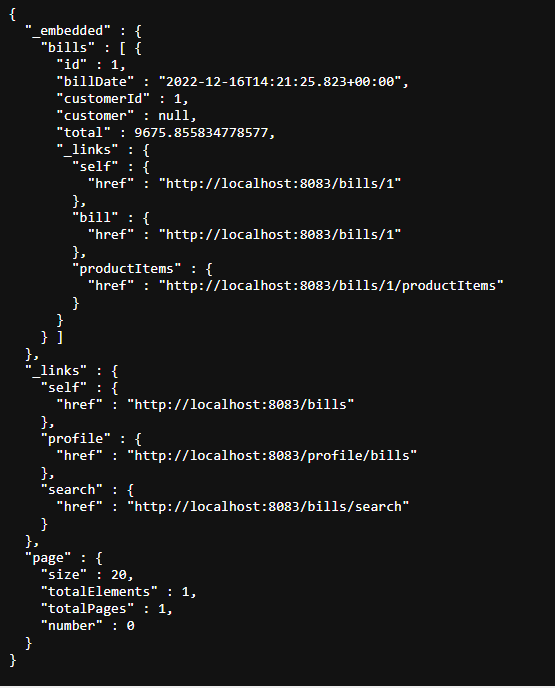 {
  "_embedded" : {
    "bills" : [ {
      "id" : 1,
      "billDate" : "2022-12-16T14:21:25.823+00:00",
      "customerId" : 1,
      "customer" : null,
      "total" : 9675.855834778577,
      "_links" : {
        "self" : {
          "href" : "http://localhost:8083/bills/1"
        },
        "bill" : {
          "href" : "http://localhost:8083/bills/1"
        },
        "productItems" : {
          "href" : "http://localhost:8083/bills/1/productItems"
        }
      }
    } ]
  },
  "_links" : {
    "self" : {
      "href" : "http://localhost:8083/bills"
    },
    "profile" : {
      "href" : "http://localhost:8083/profile/bills"
    },
    "search" : {
      "href" : "http://localhost:8083/bills/search"
    }
  },
  "page" : {
    "size" : 20,
    "totalElements" : 1,
    "totalPages" : 1,
    "number" : 0
  }
}